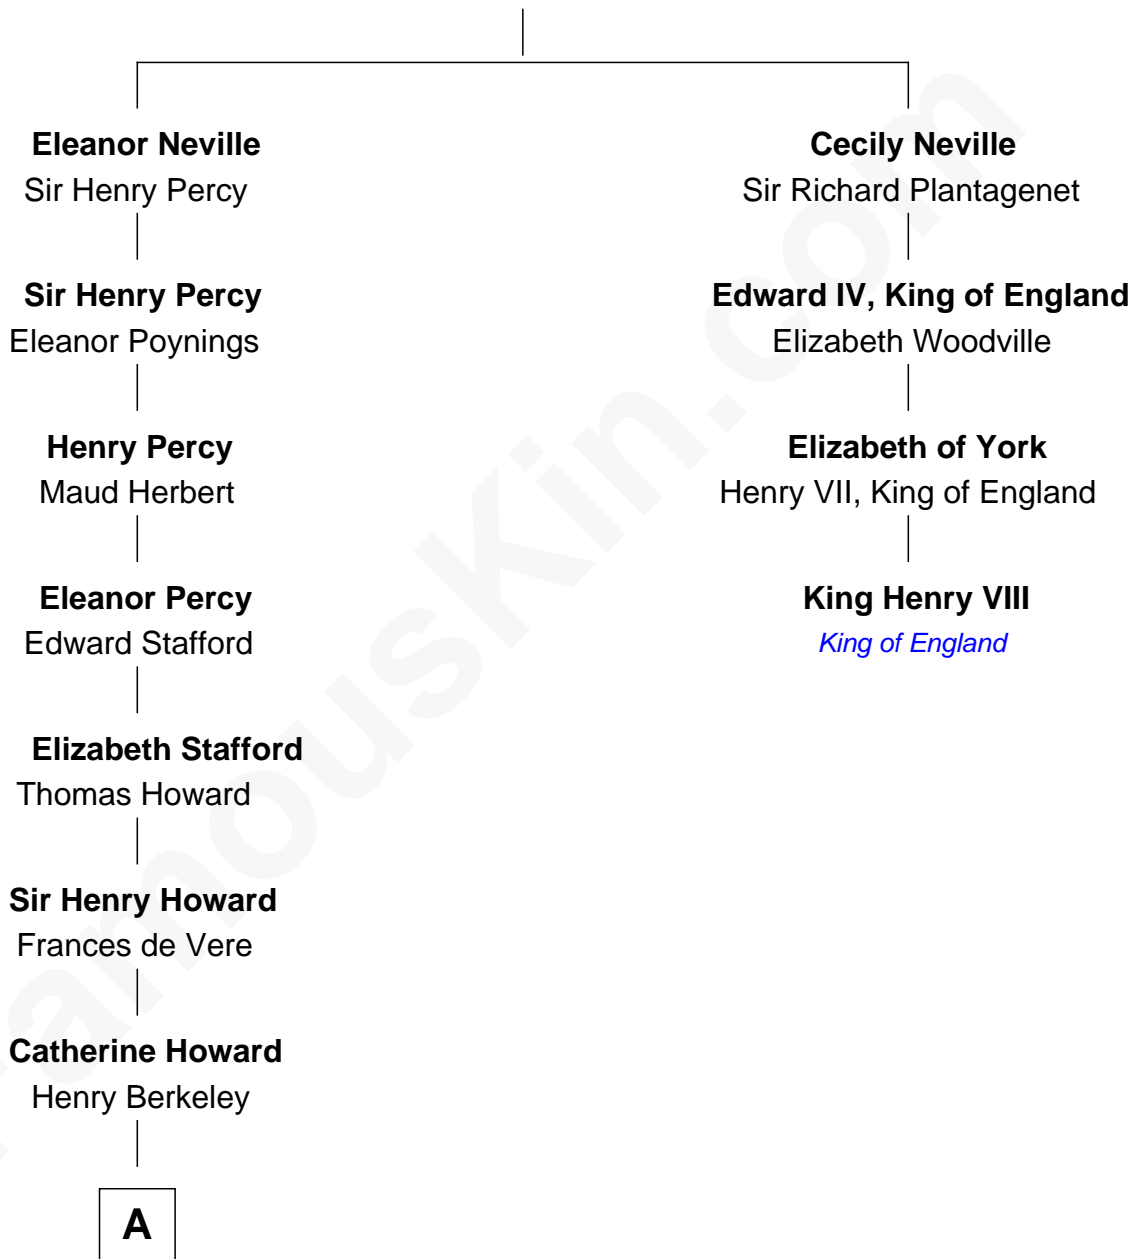 Eleanor Neville
Sir Henry Percy
Cecily Neville
Sir Richard Plantagenet
Sir Henry Percy
Eleanor Poynings
Edward IV, King of England
Elizabeth Woodville
Henry Percy
Maud Herbert
Elizabeth of York
Henry VII, King of England
Eleanor Percy
Edward Stafford
King Henry VIII
King of England
Elizabeth Stafford
Thomas Howard
Sir Henry Howard
Frances de Vere
Catherine Howard
Henry Berkeley
A
FamousKin.com